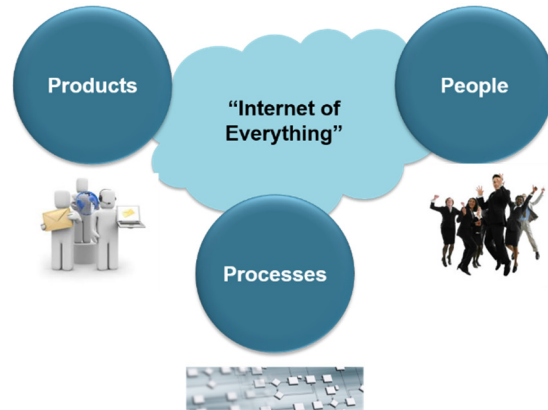 Products
“Internet of
Everything”
People
Processes